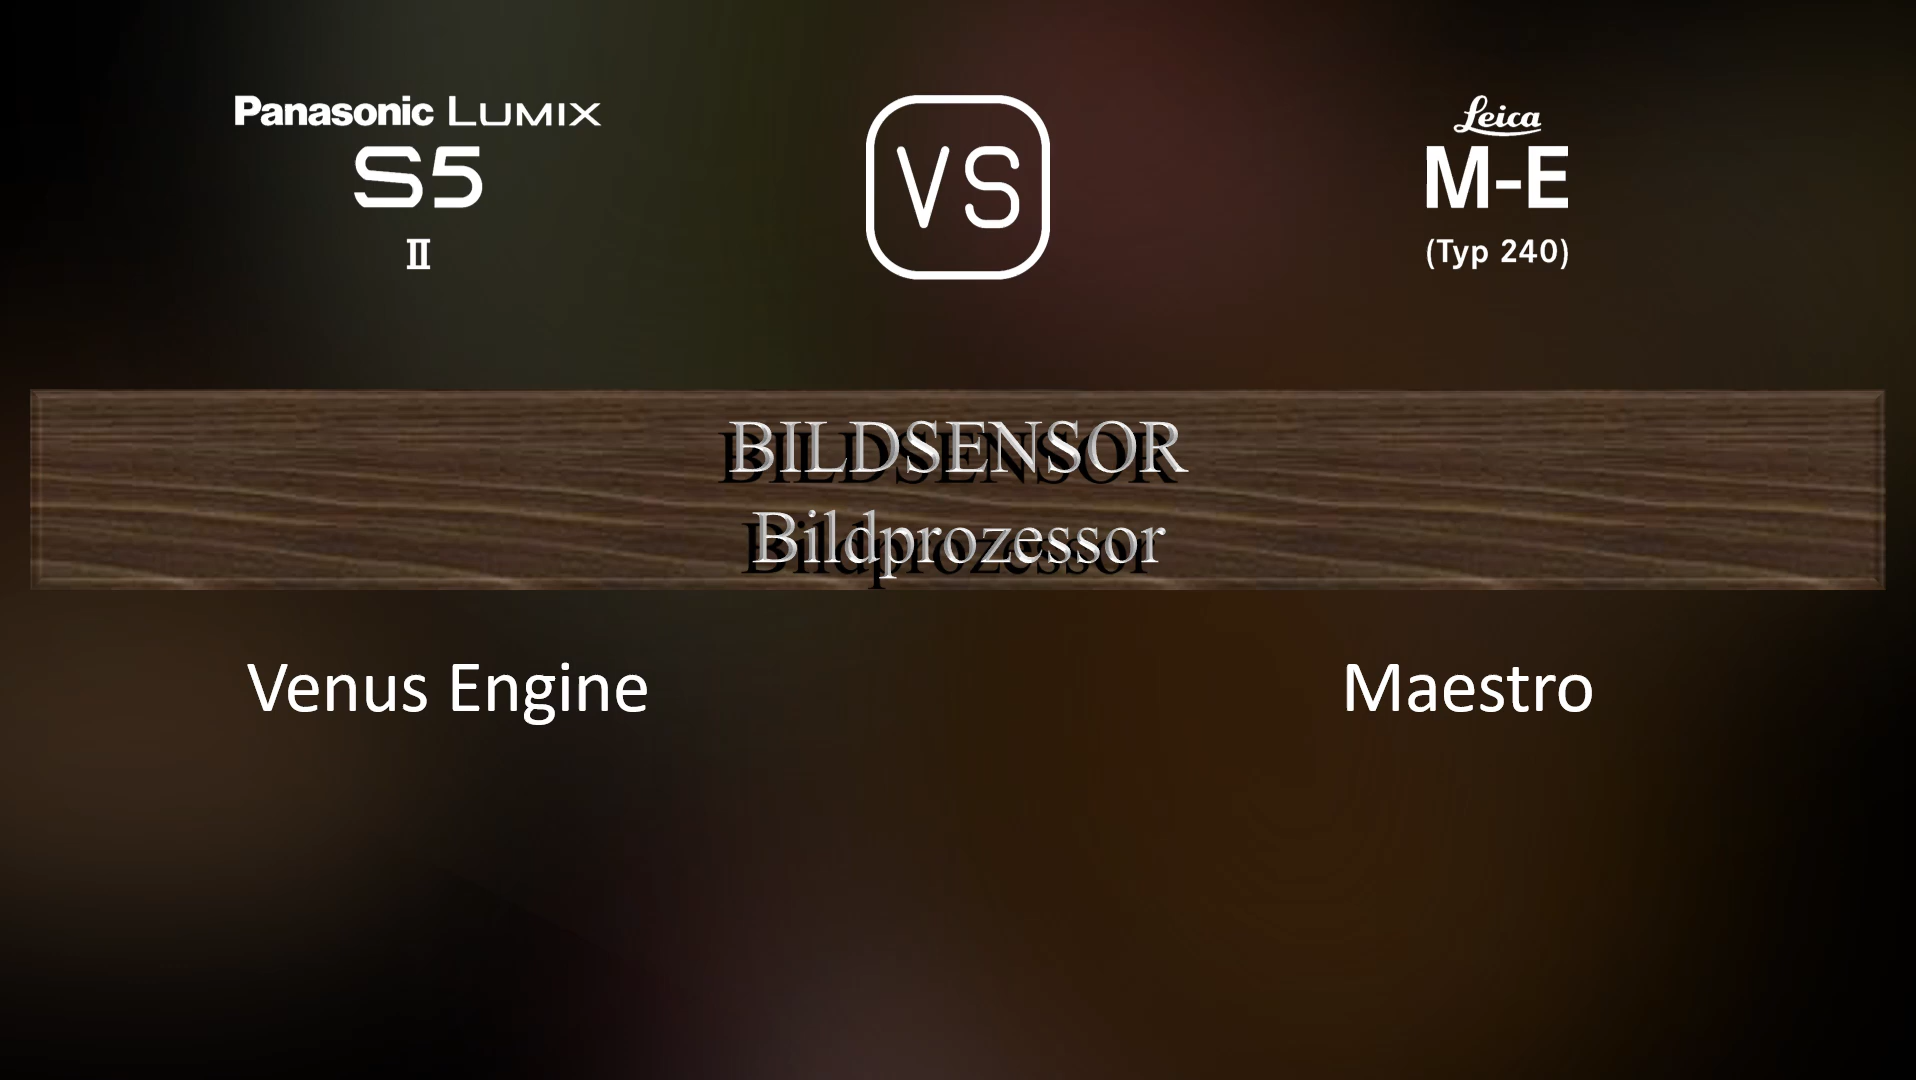 Panasonic LUMIX
S5
II
VS
Leica
M-E
(Typ 240)
BILDSENSOR
Bildprozessor
Venus Engine
Maestro